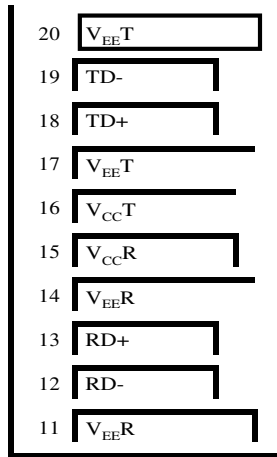 20 VEET
19 TD-
18 TD+
17 VEET
16 VCCT
15 VCCR
14 VEER
13 RD+
12 RD-
11 VEER